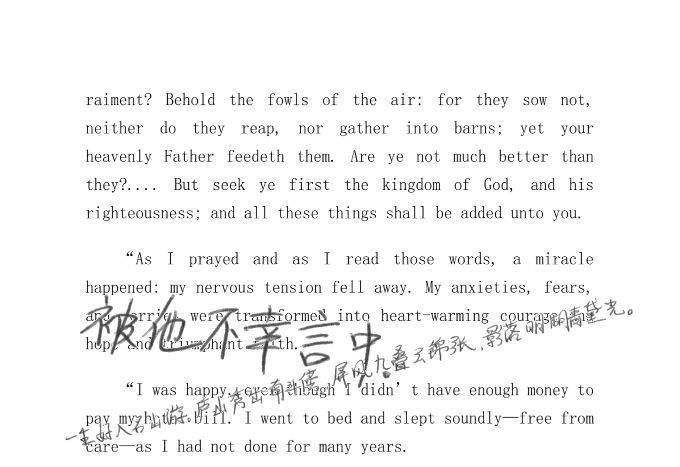 raiment? Behold the fowls of the air: for they sow not,
neither do they reap, nor gather into barns; yet your
heavenly Father feedeth them. Are ye not much better than
they?.... But seek ye first the kingdom of God, and his
righteousness; and all these things shall be added unto you.
“As I prayed and as I read those words, a miracle
happened: my nervous tension fell away. My anxieties, fears,
and worries were transformed into heart-warming courage and
hope and triumphant faith.
被他不幸言中。
“I was happy, even though I didn’t have enough money to
pay my hotel bill. I went to bed and slept soundly—free from
care—as I had not done for many years.
一生好入名山游。庐山秀出南斗傍,屏风九叠云锦张,影落明湖青黛光。